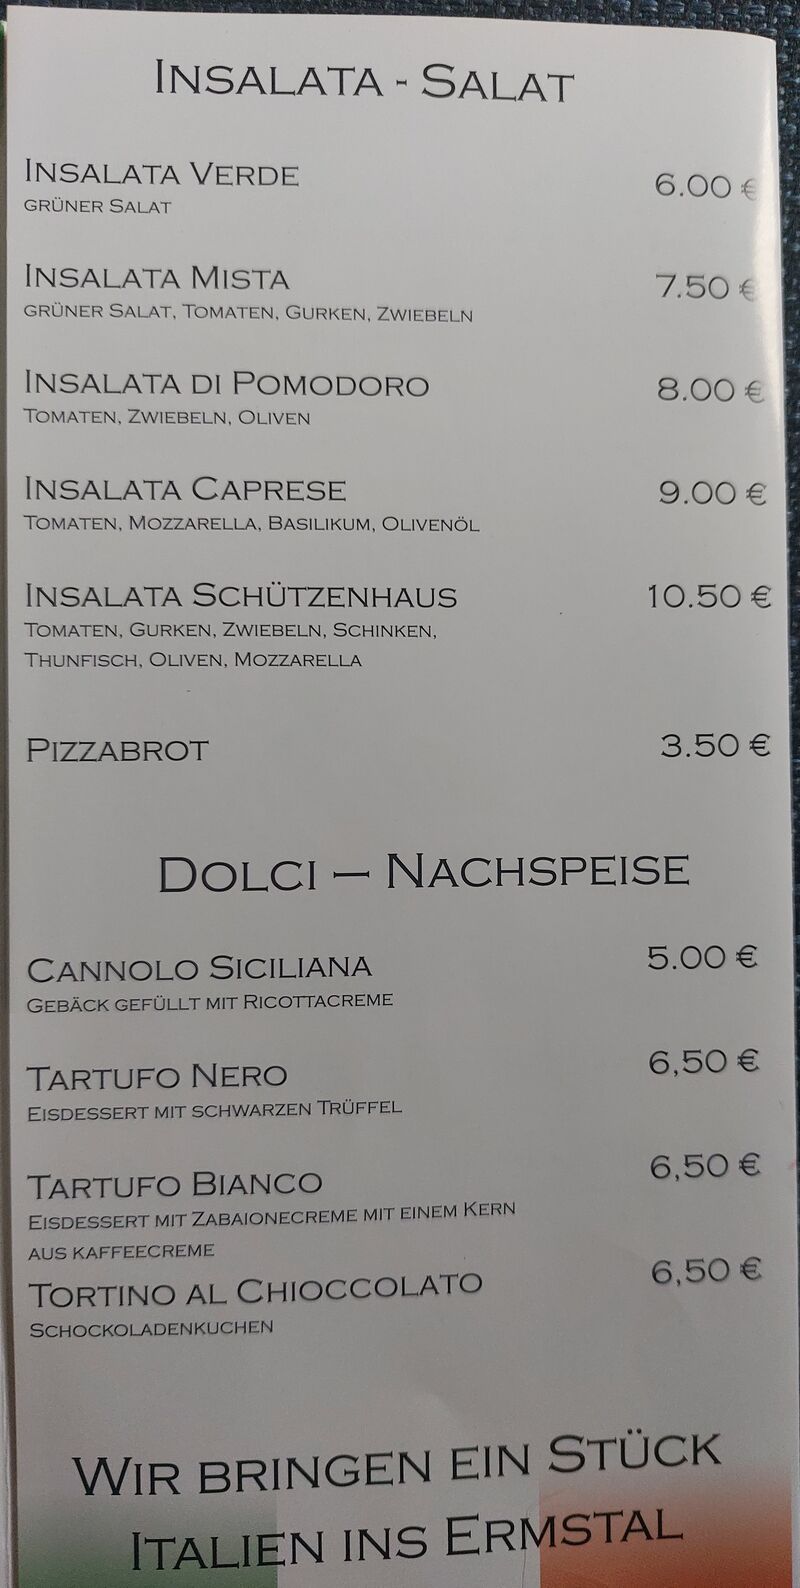 Insalata - Salat
Insalata Verde 6.00 €
grüner Salat
Insalata Mista 7.50 €
grüner Salat, Tomaten, Gurken, Zwiebeln
Insalata di Pomodoro 8.00 €
Tomaten, Zwiebeln, Oliven
Insalata Caprese 9.00 €
Tomaten, Mozzarella, Basilikum, Olivenöl
Insalata Schützenhaus 10.50 €
Tomaten, Gurken, Zwiebeln, Schinken,
Thunfisch, Oliven, Mozzarella
Pizzabrot 3.50 €
Dolci – Nachspeise
Cannolo Siciliana 5.00 €
Gebäck gefüllt mit Ricottacreme
Tartufo Nero 6,50 €
Eisdessert mit schwarzen Trüffel
Tartufo Bianco 6,50 €
Eisdessert mit Zabaionecreme mit einem Kern
aus kaffeecreme
Tortino al Chioccolato 6,50 €
Schockoladenkuchen
Wir bringen ein Stück
Italien ins Ermstal